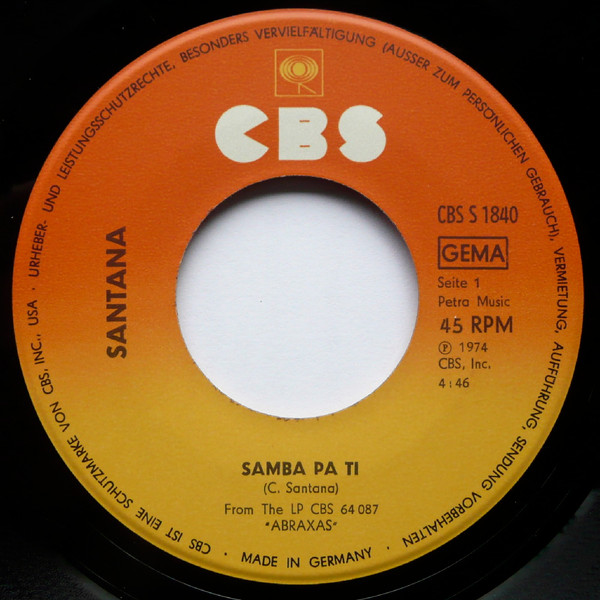 URHEBER- UND LEISTUNGSSCHUTZRECHTE, BESONDERS VERVIELFÄLTIGUNG (AUSSER ZUM PERSÖNLICHEN GEBRAUCH), VERMIETUNG, AUFFÜHRUNG, SENDUNG VORBEHALTEN
CBS
SANTANA
CBS S 1840
GEMA
Seite 1
Petra Music
45 RPM
Ⓟ 1974
CBS, Inc.
4:46
SAMBA PA TI
(C. Santana)
From The LP CBS 64 087
"ABRAXAS"
· MADE IN GERMANY ·
CBS IST EINE SCHUTZMARKE VON CBS, INC., USA ·